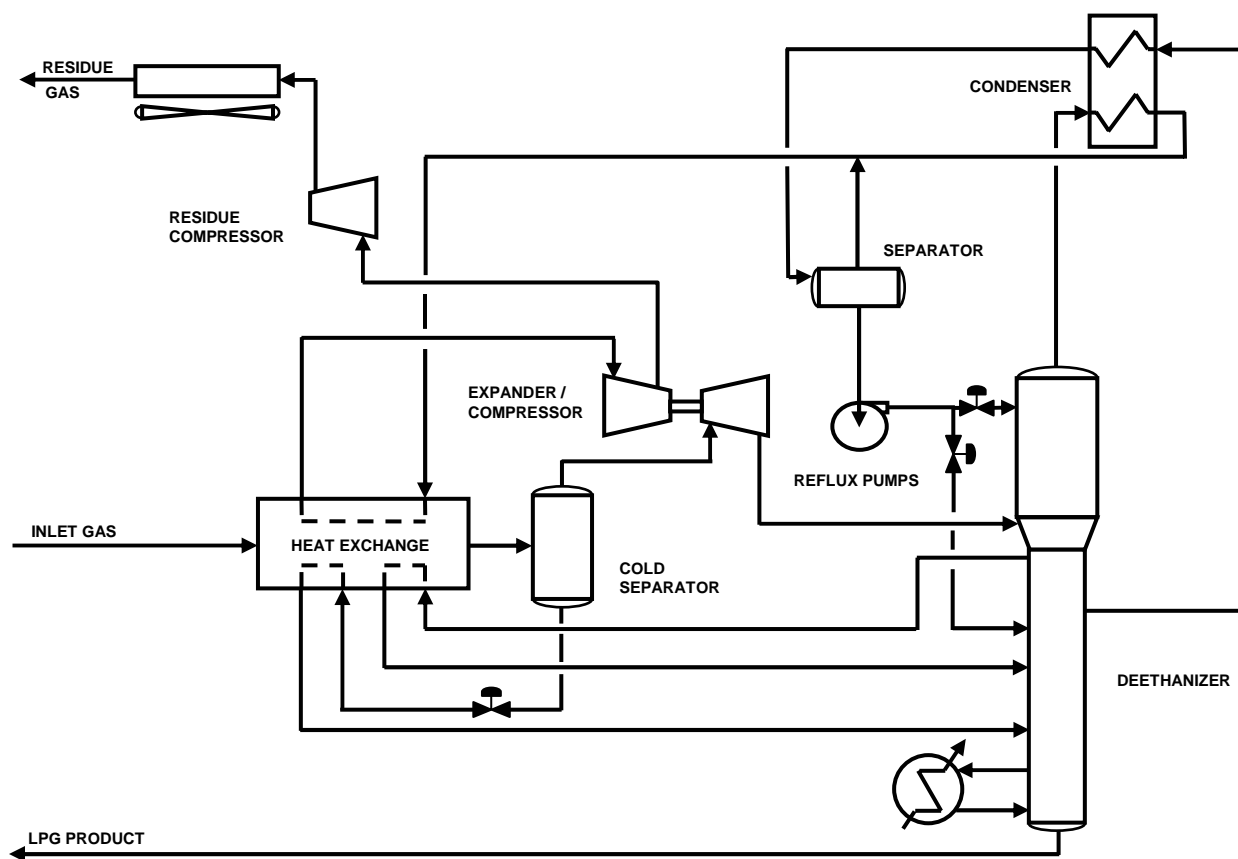 RESIDUE
GAS
CONDENSER
RESIDUE
COMPRESSOR
SEPARATOR
EXPANDER /
COMPRESSOR
REFLUX PUMPS
INLET GAS
HEAT EXCHANGE
COLD
SEPARATOR
DEETHANIZER
LPG PRODUCT